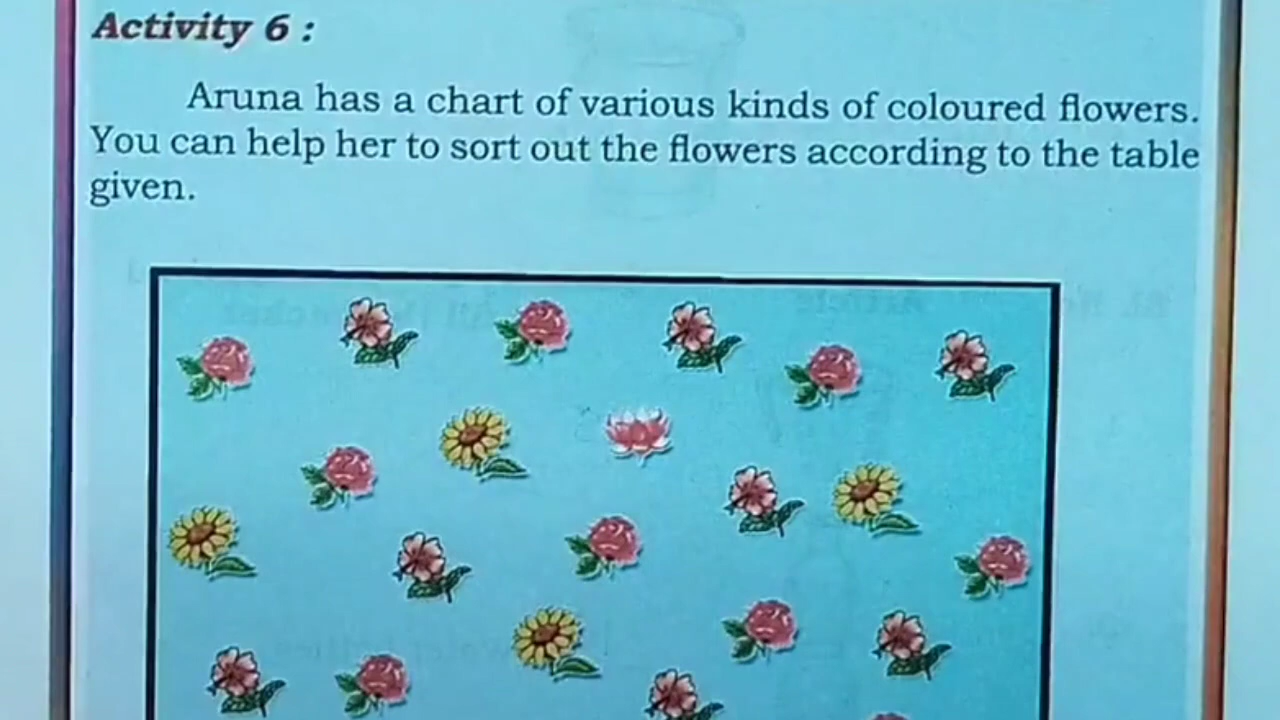 Activity 6 :
Aruna has a chart of various kinds of coloured flowers.
You can help her to sort out the flowers according to the table
given.